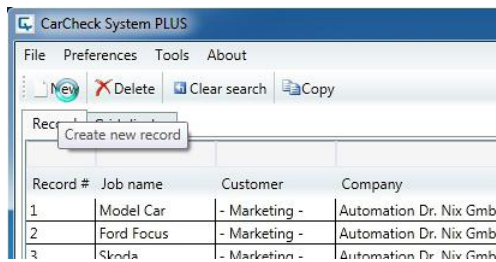 CarCheck System PLUS
File Preferences Tools About
New Delete Clear search Copy
Create new record
Record # Job name Customer Company
1 Model Car - Marketing - Automation Dr. Nix Gmb
2 Ford Focus - Marketing - Automation Dr. Nix Gmb
3 Skoda - Marketing - Automation Dr. Nix Gmb